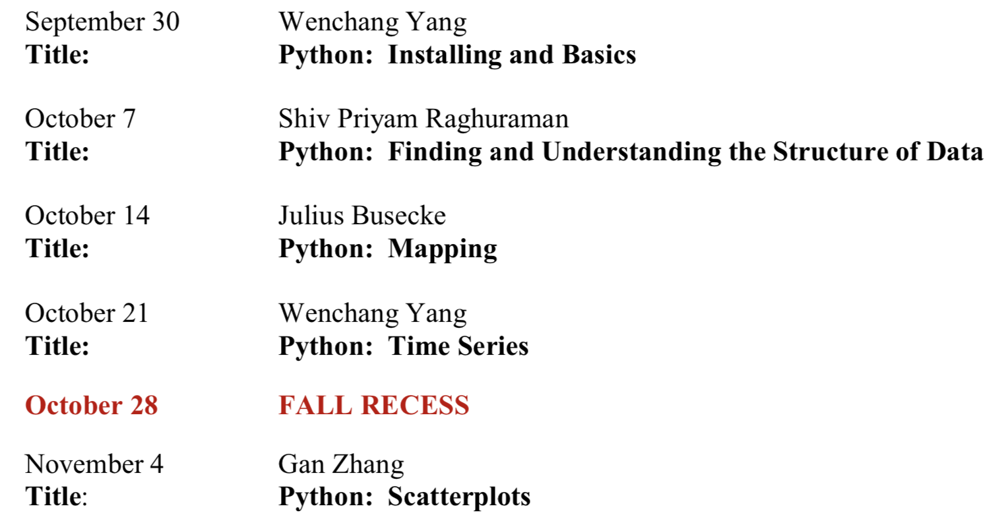 September 30 Wenchang Yang
Title: Python: Installing and Basics
October 7 Shiv Priyam Raghuraman
Title: Python: Finding and Understanding the Structure of Data
October 14 Julius Busecke
Title: Python: Mapping
October 21 Wenchang Yang
Title: Python: Time Series
October 28 FALL RECESS
November 4 Gan Zhang
Title: Python: Scatterplots